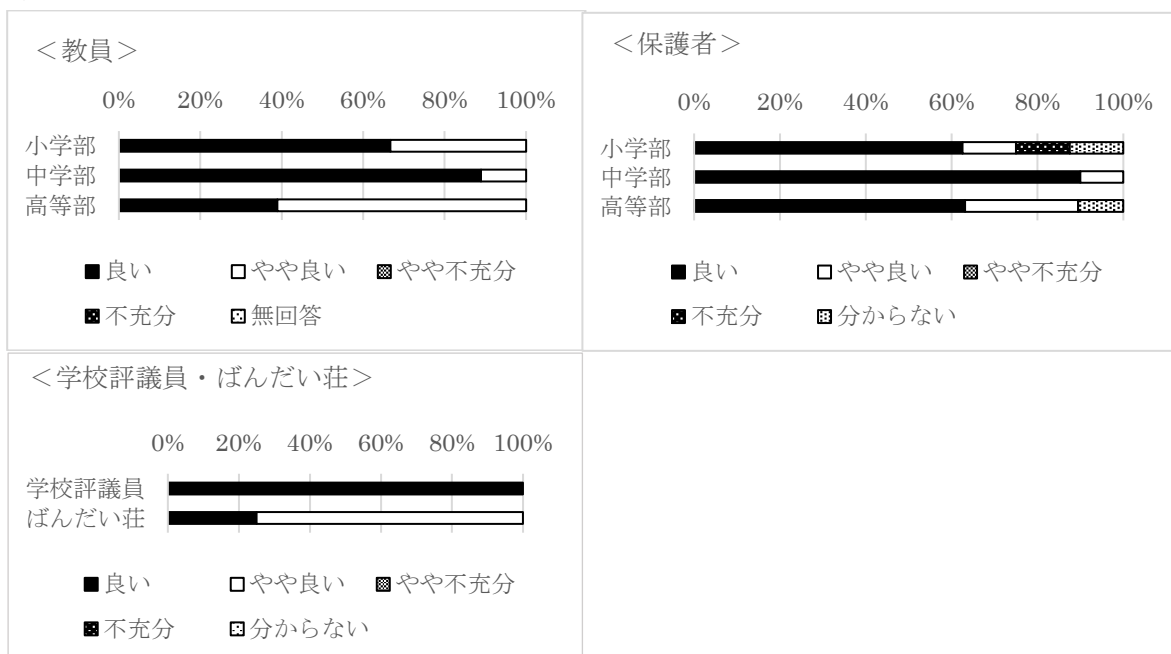 ＜教員＞
0% 20% 40% 60% 80% 100%
小学部
中学部
高等部
良い やや良い やや不充分
不充分 無回答
＜保護者＞
0% 20% 40% 60% 80% 100%
小学部
中学部
高等部
良い やや良い やや不充分
不充分 分からない
＜学校評議員・ばんだい荘＞
0% 20% 40% 60% 80% 100%
学校評議員
ばんだい荘
良い やや良い やや不充分
不充分 分からない